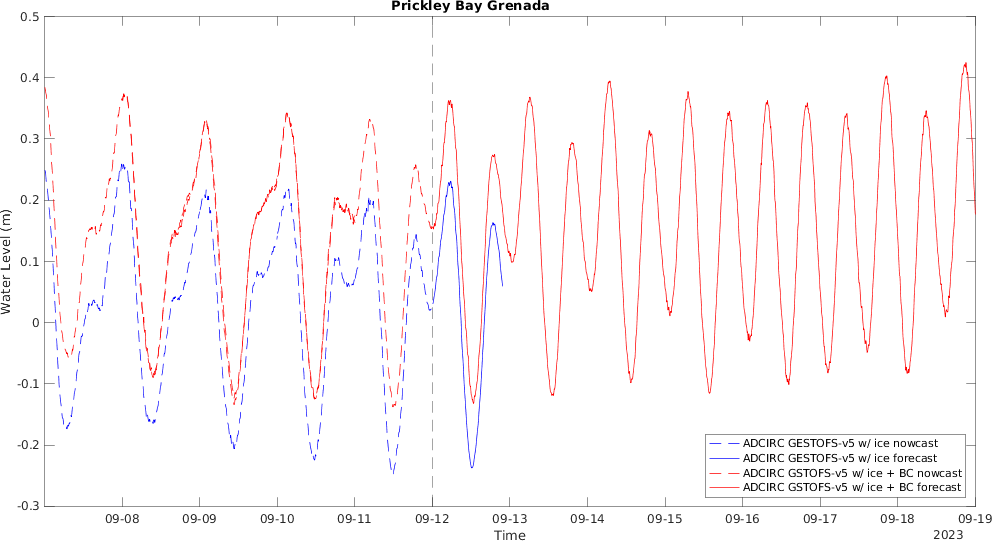 Prickley Bay Grenada
0.5
0.4
0.3
0.2
0.1
0
-0.1
-0.2
-0.3
Water Level (m)
ADCIRC GESTOFS-v5 w/ ice nowcast
ADCIRC GESTOFS-v5 w/ ice forecast
ADCIRC GSTOFS-v5 w/ ice + BC nowcast
ADCIRC GSTOFS-v5 w/ ice + BC forecast
09-08 09-09 09-10 09-11 09-12 09-13 09-14 09-15 09-16 09-17 09-18 09-19
Time
2023